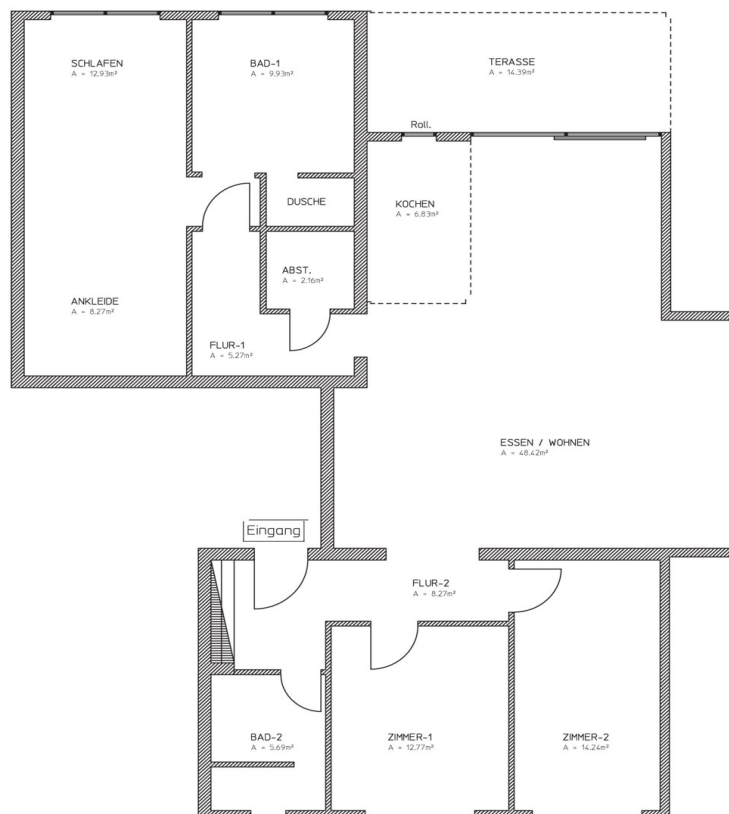 SCHLAFEN
A = 12.93m²
BAD-1
A = 9.93m²
TERASSE
A = 14.39m²
Roll.
DUSCHE
KOCHEN
A = 6.83m²
ABST.
A = 2.16m²
ANKLEIDE
A = 8.27m²
FLUR-1
A = 5.27m²
ESSEN / WOHNEN
A = 48.42m²
Eingang
FLUR-2
A = 8.27m²
BAD-2
A = 5.69m²
ZIMMER-1
A = 12.77m²
ZIMMER-2
A = 14.24m²